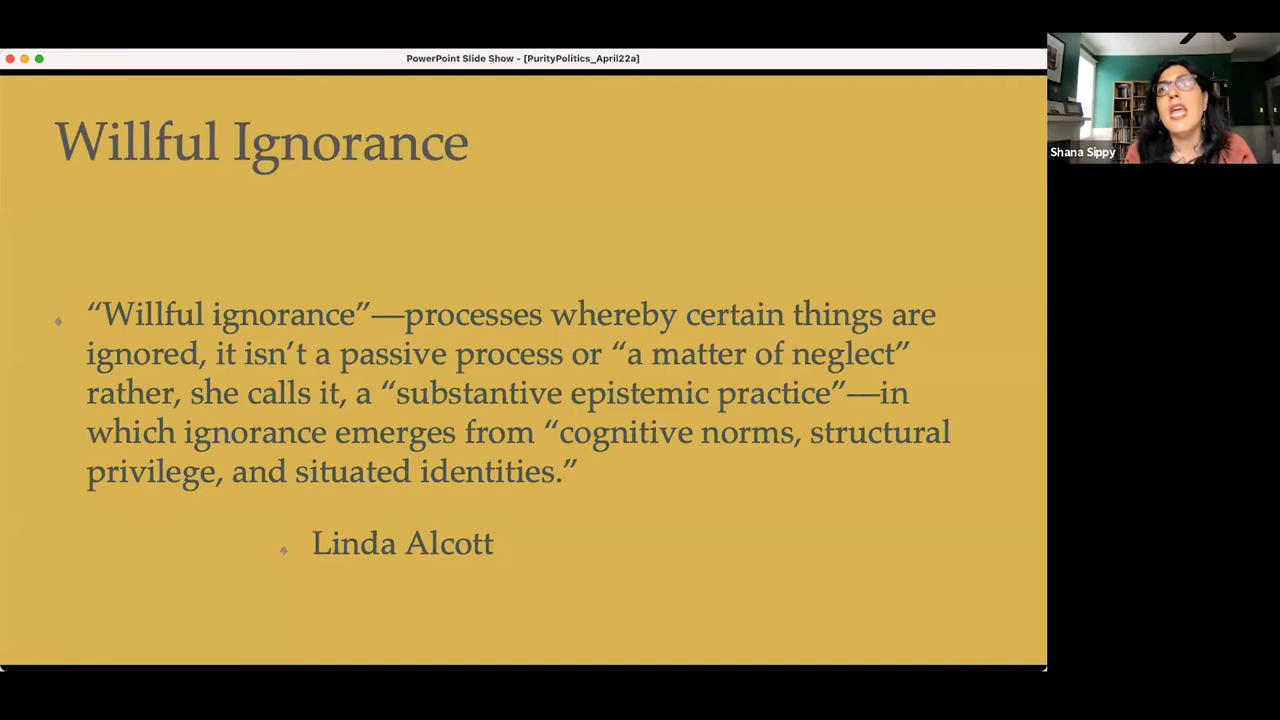 PowerPoint Slide Show - [PurityPolitics_April22a]
Willful Ignorance
“Willful ignorance”—processes whereby certain things are
ignored, it isn’t a passive process or “a matter of neglect”
rather, she calls it, a “substantive epistemic practice”—in
which ignorance emerges from “cognitive norms, structural
privilege, and situated identities.”
Linda Alcott
Shana Sippy